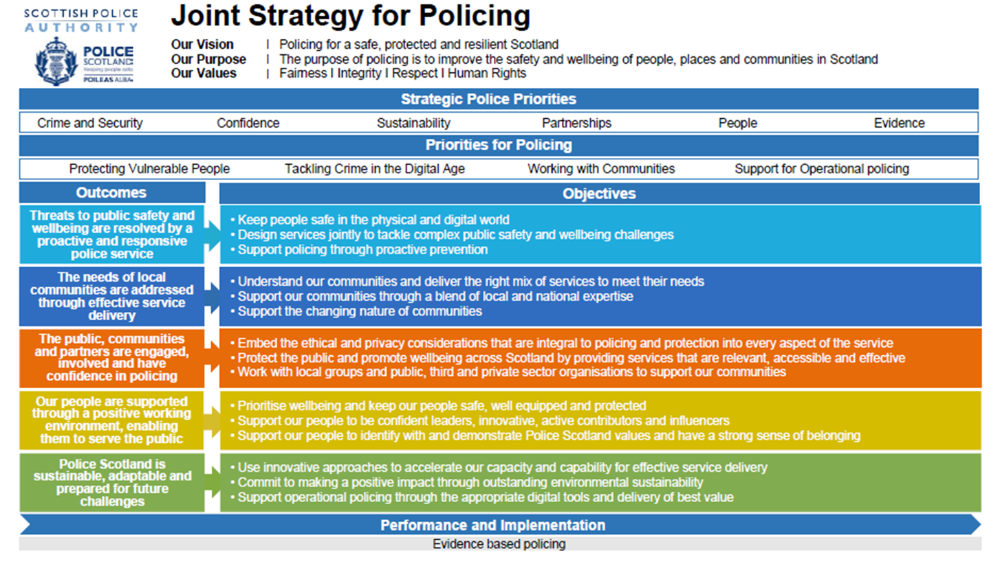 SCOTTISH POLICE
AUTHORITY
POLICE
SCOTLAND
Keeping people safe
POILEAS ALBA
Joint Strategy for Policing
Our Vision | Policing for a safe, protected and resilient Scotland
Our Purpose | The purpose of policing is to improve the safety and wellbeing of people, places and communities in Scotland
Our Values | Fairness I Integrity I Respect I Human Rights
Strategic Police Priorities
Crime and Security Confidence Sustainability Partnerships People Evidence
Priorities for Policing
Protecting Vulnerable People Tackling Crime in the Digital Age Working with Communities Support for Operational policing
Outcomes
Objectives
Threats to public safety and
wellbeing are resolved by a
proactive and responsive
police service
• Keep people safe in the physical and digital world
• Design services jointly to tackle complex public safety and wellbeing challenges
• Support policing through proactive prevention
The needs of local
communities are addressed
through effective service
delivery
• Understand our communities and deliver the right mix of services to meet their needs
• Support our communities through a blend of local and national expertise
• Support the changing nature of communities
The public, communities
and partners are engaged,
involved and have
confidence in policing
• Embed the ethical and privacy considerations that are integral to policing and protection into every aspect of the service
• Protect the public and promote wellbeing across Scotland by providing services that are relevant, accessible and effective
• Work with local groups and public, third and private sector organisations to support our communities
Our people are supported
through a positive working
environment, enabling
them to serve the public
• Prioritise wellbeing and keep our people safe, well equipped and protected
• Support our people to be confident leaders, innovative, active contributors and influencers
• Support our people to identify with and demonstrate Police Scotland values and have a strong sense of belonging
Police Scotland is
sustainable, adaptable and
prepared for future
challenges
• Use innovative approaches to accelerate our capacity and capability for effective service delivery
• Commit to making a positive impact through outstanding environmental sustainability
• Support operational policing through the appropriate digital tools and delivery of best value
Performance and Implementation
Evidence based policing